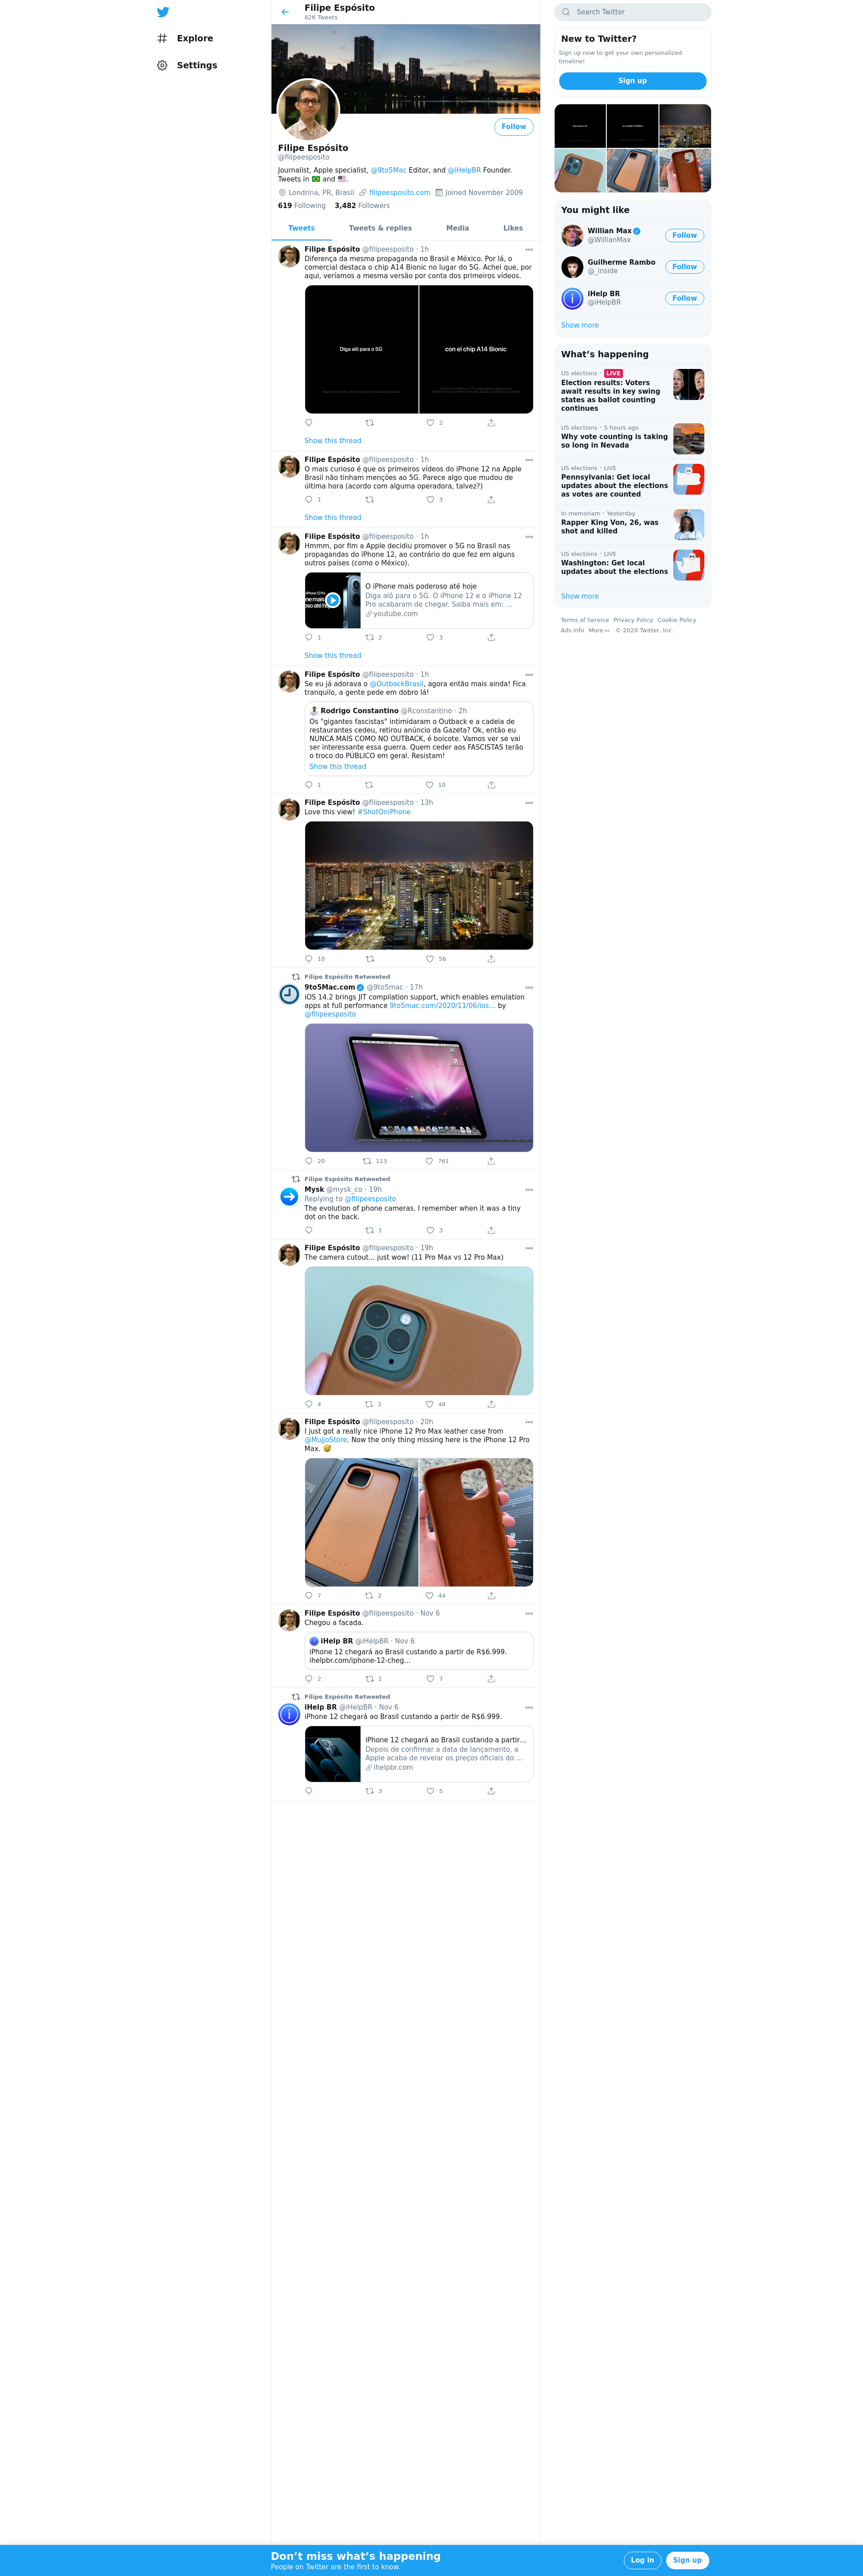 Explore
Settings
Filipe Espósito
82K Tweets
Follow
Filipe Espósito
@filipeesposito
Journalist, Apple specialist, @9to5Mac Editor, and @iHelpBR Founder.
Tweets in 🇧🇷 and 🇺🇸.
Londrina, PR, Brasil filipeesposito.com Joined November 2009
619 Following 3,482 Followers
Tweets Tweets & replies Media Likes
Filipe Espósito @filipeesposito · 1h
Diferença da mesma propaganda no Brasil e México. Por lá, o
comercial destaca o chip A14 Bionic no lugar do 5G. Achei que, por
aqui, veríamos a mesma versão por conta dos primeiros vídeos.
Diga alô para o 5G
con el chip A14 Bionic
2
Show this thread
Filipe Espósito @filipeesposito · 1h
O mais curioso é que os primeiros vídeos do iPhone 12 na Apple
Brasil não tinham menções ao 5G. Parece algo que mudou de
última hora (acordo com alguma operadora, talvez?)
1 3
Show this thread
Filipe Espósito @filipeesposito · 1h
Hmmm, por fim a Apple decidiu promover o 5G no Brasil nas
propagandas do iPhone 12, ao contrário do que fez em alguns
outros países (como o México).
O iPhone mais poderoso até hoje
Diga alô para o 5G. O iPhone 12 e o iPhone 12
Pro acabaram de chegar. Saiba mais em: ...
youtube.com
1 2 3
Show this thread
Filipe Espósito @filipeesposito · 1h
Se eu já adorava o @OutbackBrasil, agora então mais ainda! Fica
tranquilo, a gente pede em dobro lá!
Rodrigo Constantino @Rconstantino · 2h
Os "gigantes fascistas" intimidaram o Outback e a cadeia de
restaurantes cedeu, retirou anúncio da Gazeta? Ok, então eu
NUNCA MAIS COMO NO OUTBACK, é boicote. Vamos ver se vai
ser interessante essa guerra. Quem ceder aos FASCISTAS terão
o troco do PÚBLICO em geral. Resistam!
Show this thread
1 10
Filipe Espósito @filipeesposito · 13h
Love this view! #ShotOniPhone
10 56
Filipe Espósito Retweeted
9to5Mac.com @9to5mac · 17h
iOS 14.2 brings JIT compilation support, which enables emulation
apps at full performance 9to5mac.com/2020/11/06/ios... by
@filipeesposito
20 113 761
Filipe Espósito Retweeted
Mysk @mysk_co · 19h
Replying to @filipeesposito
The evolution of phone cameras. I remember when it was a tiny
dot on the back.
1 3
Filipe Espósito @filipeesposito · 19h
The camera cutout... just wow! (11 Pro Max vs 12 Pro Max)
4 2 48
Filipe Espósito @filipeesposito · 20h
I just got a really nice iPhone 12 Pro Max leather case from
@MujjoStore. Now the only thing missing here is the iPhone 12 Pro
Max. 😅
7 2 44
Filipe Espósito @filipeesposito · Nov 6
Chegou a facada.
iHelp BR @iHelpBR · Nov 6
iPhone 12 chegará ao Brasil custando a partir de R$6.999.
ihelpbr.com/iphone-12-cheg...
2 1 7
Filipe Espósito Retweeted
iHelp BR @iHelpBR · Nov 6
iPhone 12 chegará ao Brasil custando a partir de R$6.999.
iPhone 12 chegará ao Brasil custando a partir...
Depois de confirmar a data de lançamento, a
Apple acaba de revelar os preços oficiais do ...
ihelpbr.com
3 5
Search Twitter
New to Twitter?
Sign up now to get your own personalized
timeline!
Sign up
You might like
Willian Max
@WillianMax
Follow
Guilherme Rambo
@_inside
Follow
iHelp BR
@iHelpBR
Follow
Show more
What's happening
US elections · LIVE
Election results: Voters
await results in key swing
states as ballot counting
continues
US elections · 5 hours ago
Why vote counting is taking
so long in Nevada
US elections · LIVE
Pennsylvania: Get local
updates about the elections
as votes are counted
In memoriam · Yesterday
Rapper King Von, 26, was
shot and killed
US elections · LIVE
Washington: Get local
updates about the elections
Show more
Terms of Service Privacy Policy Cookie Policy
Ads info More © 2020 Twitter, Inc.
Don't miss what's happening
People on Twitter are the first to know.
Log in
Sign up